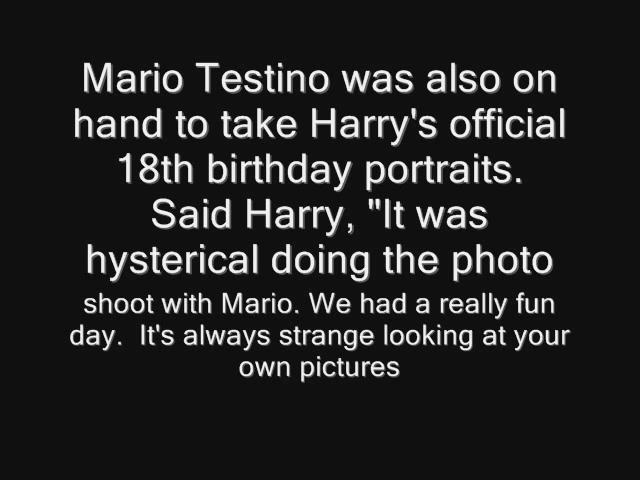 Mario Testino was also on
hand to take Harry's official
18th birthday portraits.
Said Harry, "It was
hysterical doing the photo
shoot with Mario. We had a really fun
day.  It's always strange looking at your
own pictures